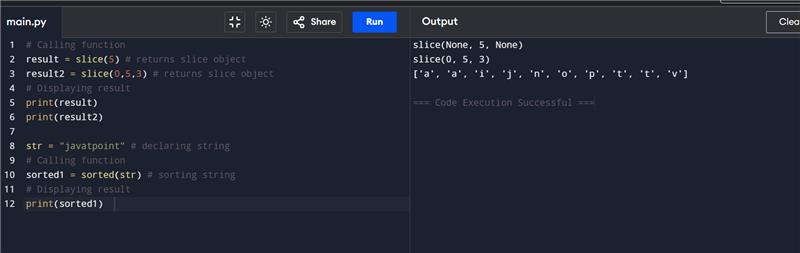 main.py
Share
Run
Output
Clea
1 # Calling function
2 result = slice(5) # returns slice object
3 result2 = slice(0,5,3) # returns slice object
4 # Displaying result
5 print(result)
6 print(result2)
7
8 str = "javatpoint" # declaring string
9 # Calling function
10 sorted1 = sorted(str) # sorting string
11 # Displaying result
12 print(sorted1)
slice(None, 5, None)
slice(0, 5, 3)
['a', 'a', 'i', 'j', 'n', 'o', 'p', 't', 't', 'v']
=== Code Execution Successful ===